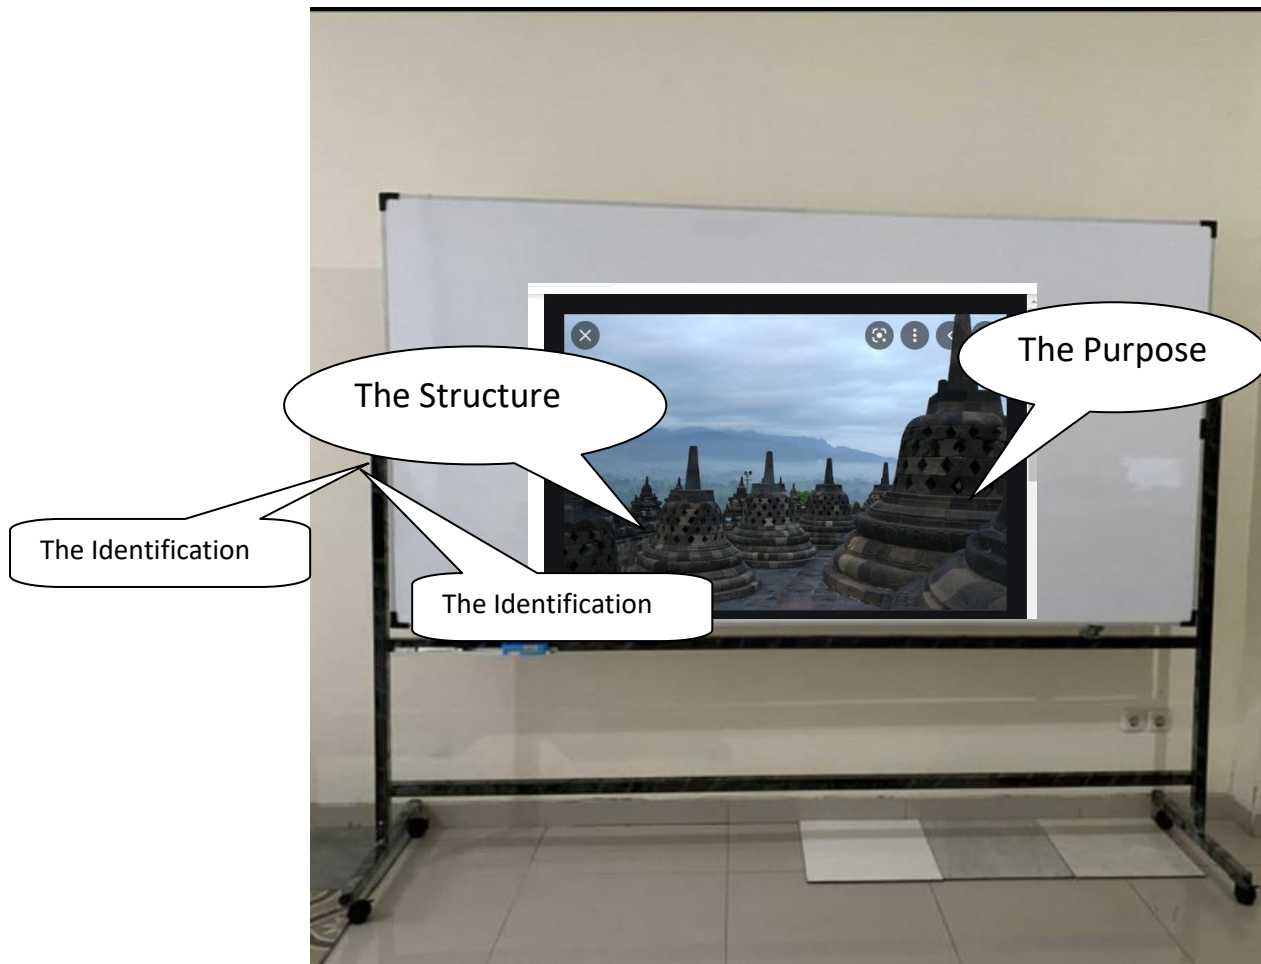 The Purpose
The Structure
The Identification
The Identification